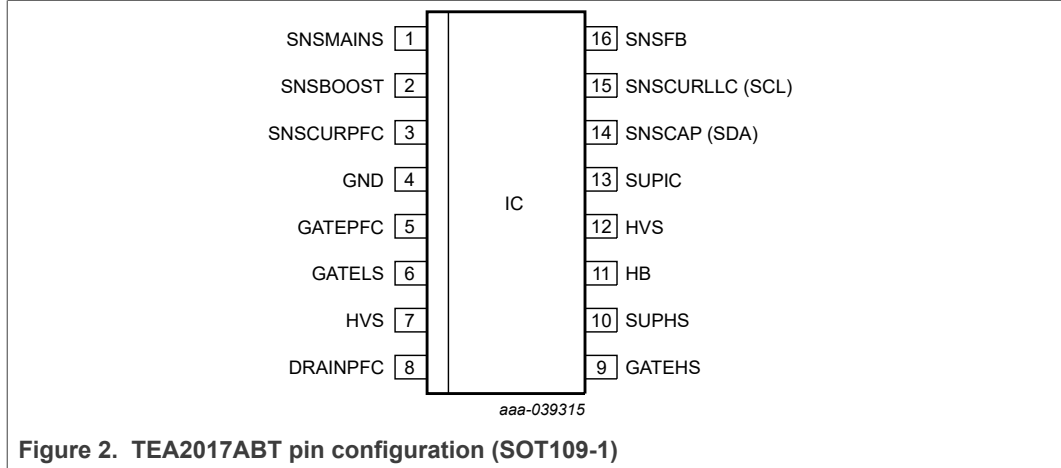 SNSMAINS 1
SNSBOOST 2
SNSCURPFC 3
GND 4
GATEPFC 5
GATELS 6
HVS 7
DRAINPFC 8
IC
16 SNSFB
15 SNSCURLLC (SCL)
14 SNSCAP (SDA)
13 SUPIC
12 HVS
11 HB
10 SUPHS
9 GATEHS
aaa-039315
Figure 2. TEA2017ABT pin configuration (SOT109-1)